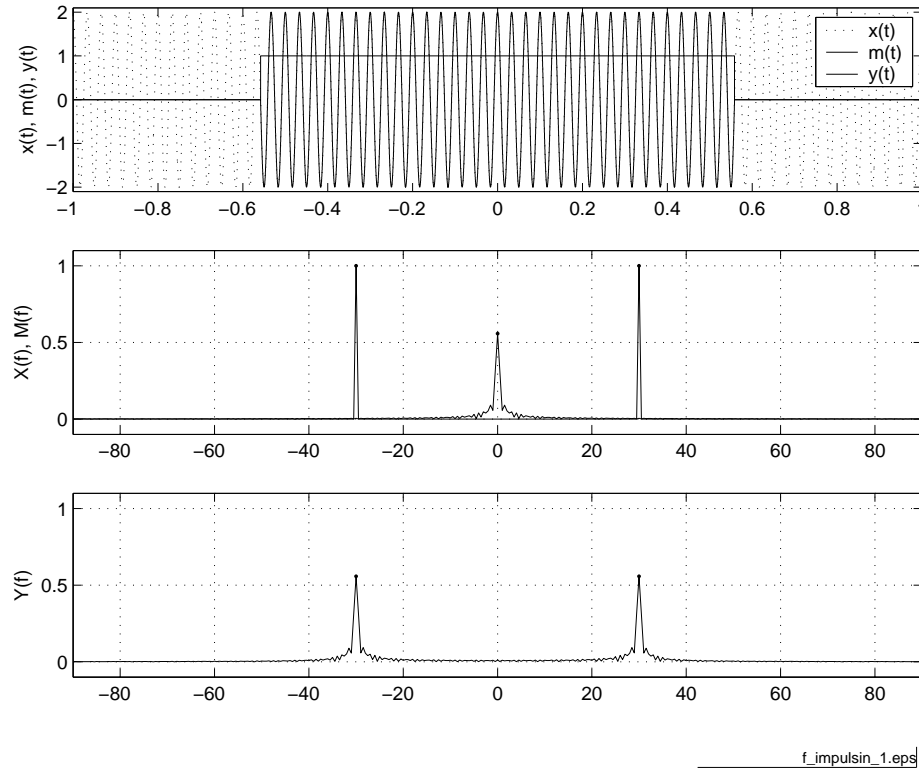 x(t), m(t), y(t)
2
1
0
−1
−2
x(t)
m(t)
y(t)
−1 −0.8 −0.6 −0.4 −0.2 0 0.2 0.4 0.6 0.8 1
X(f), M(f)
1
0.5
0
−80 −60 −40 −20 0 20 40 60 80
Y(f)
1
0.5
0
−80 −60 −40 −20 0 20 40 60 80
f_impulsin_1.eps